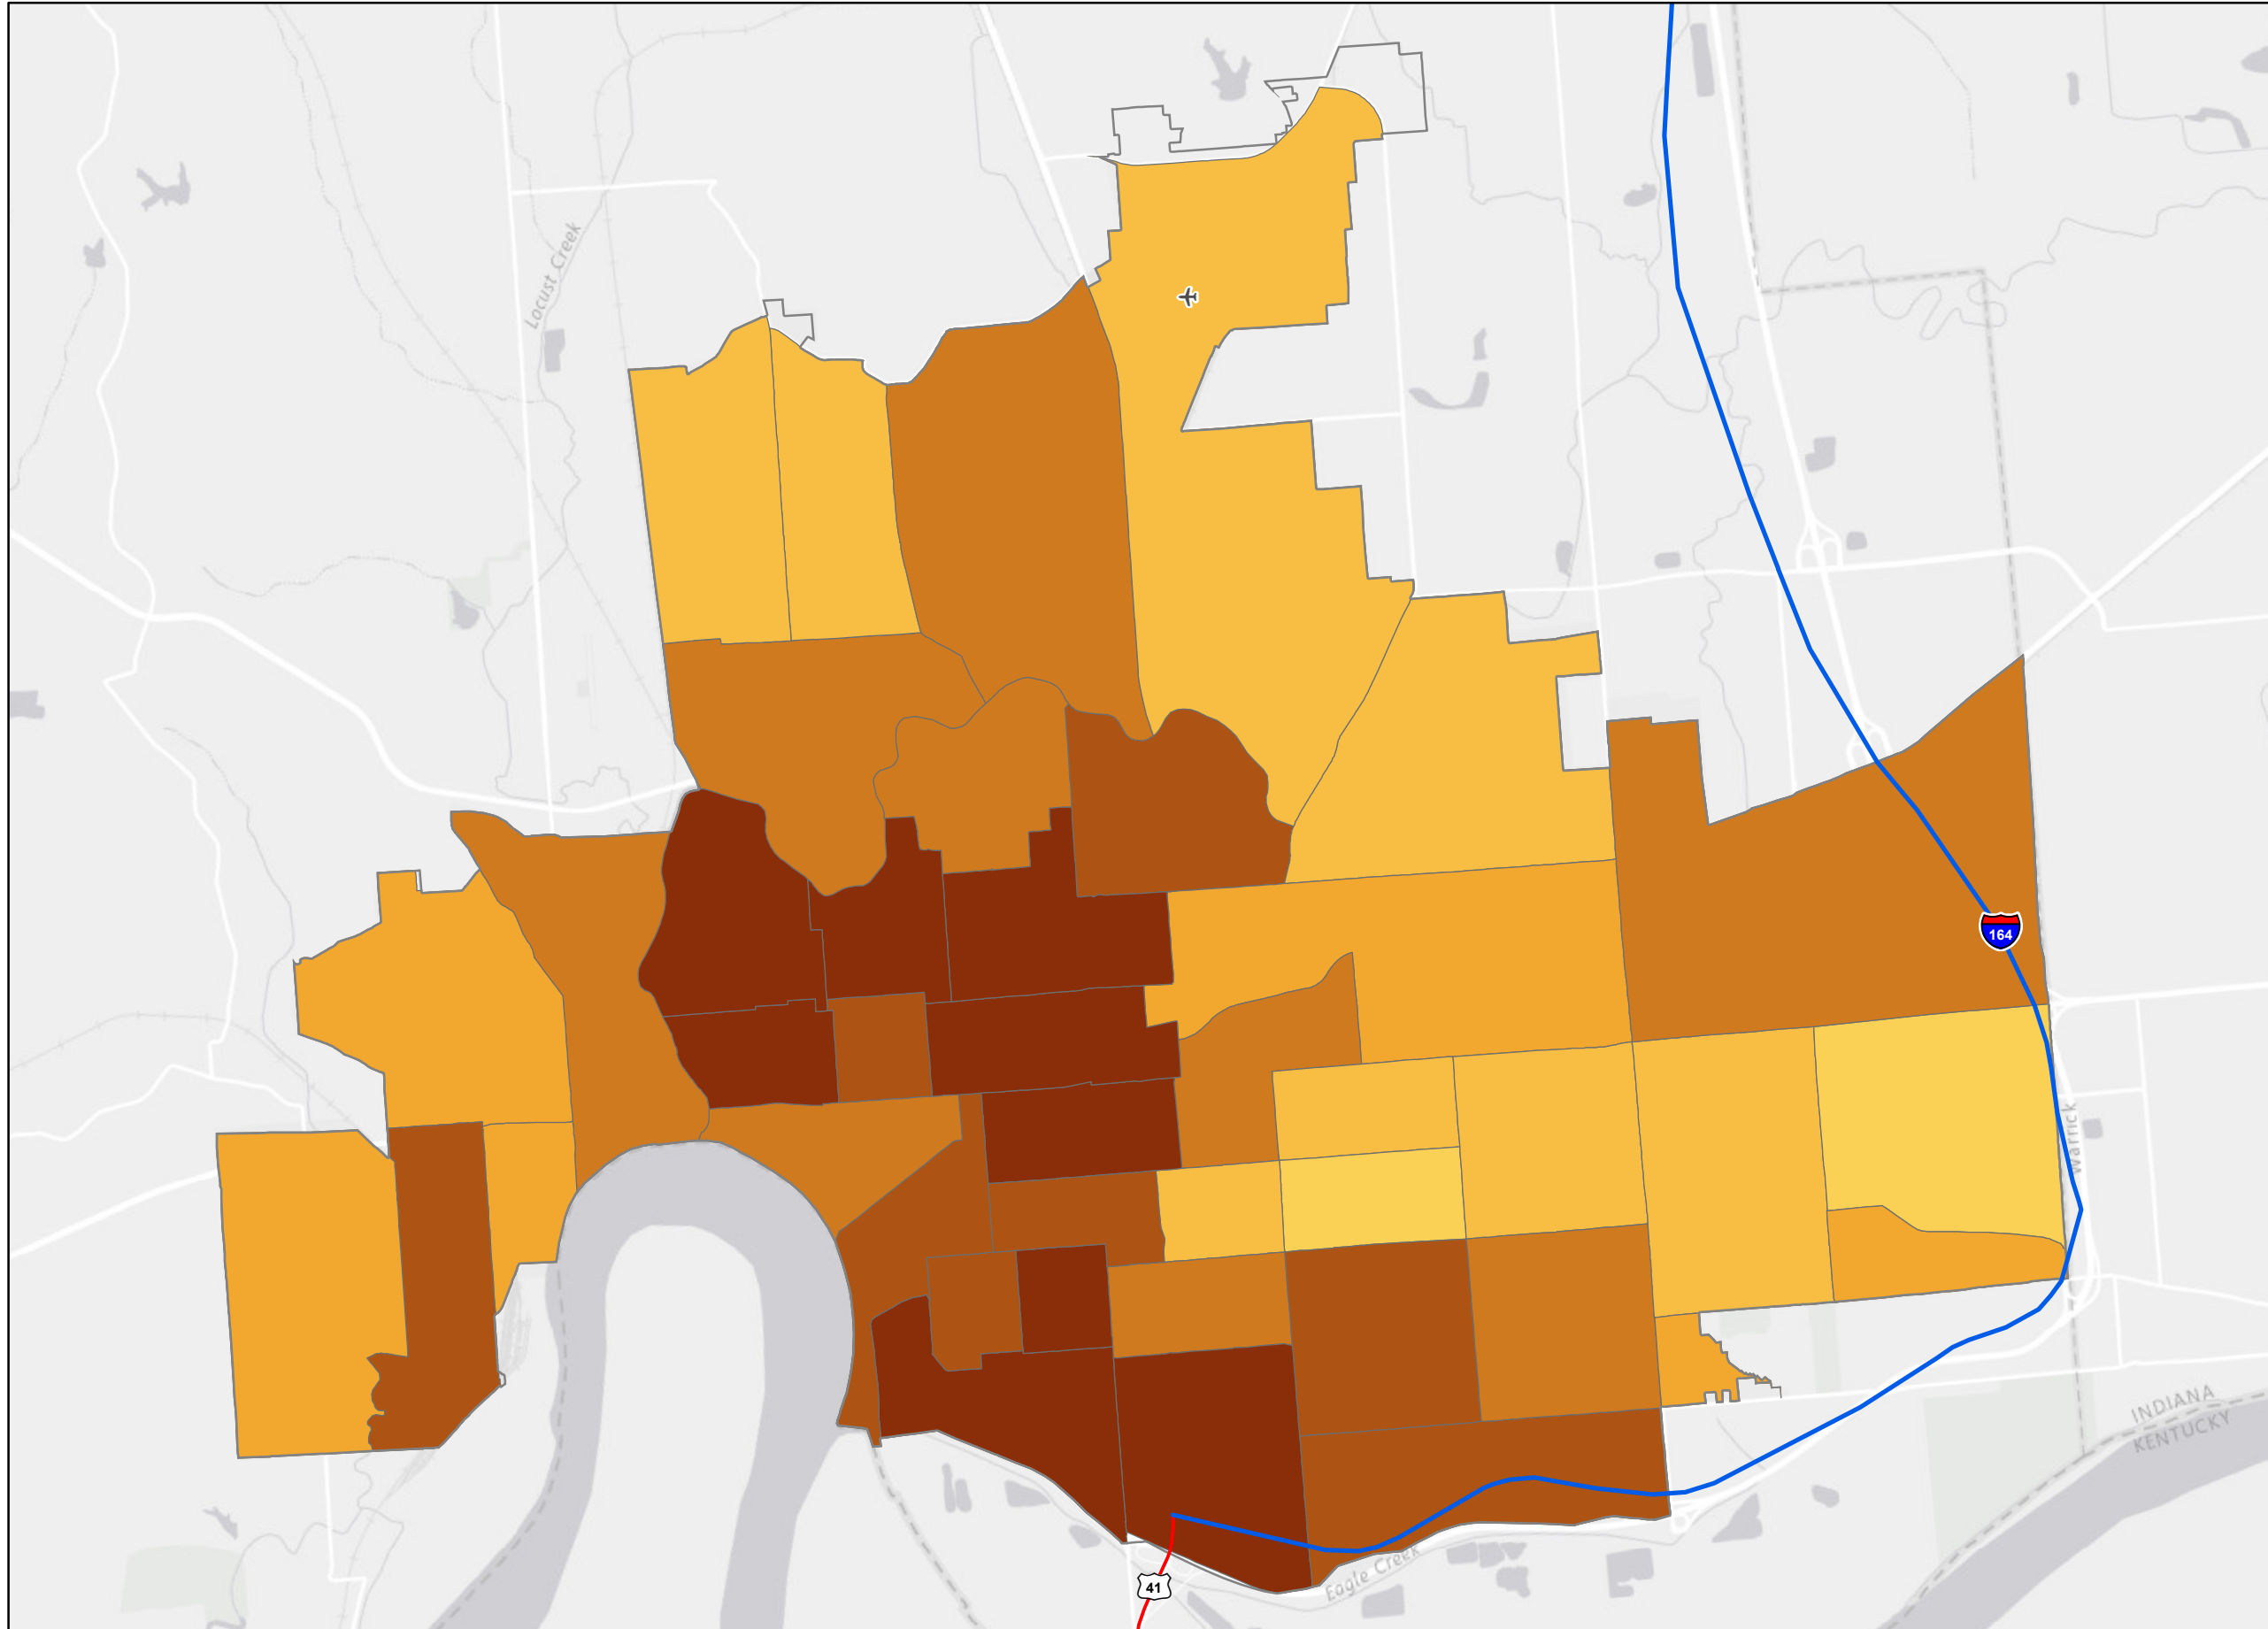 Locust Creek
164
Warrick
INDIANA
KENTUCKY
Eagle Creek
41